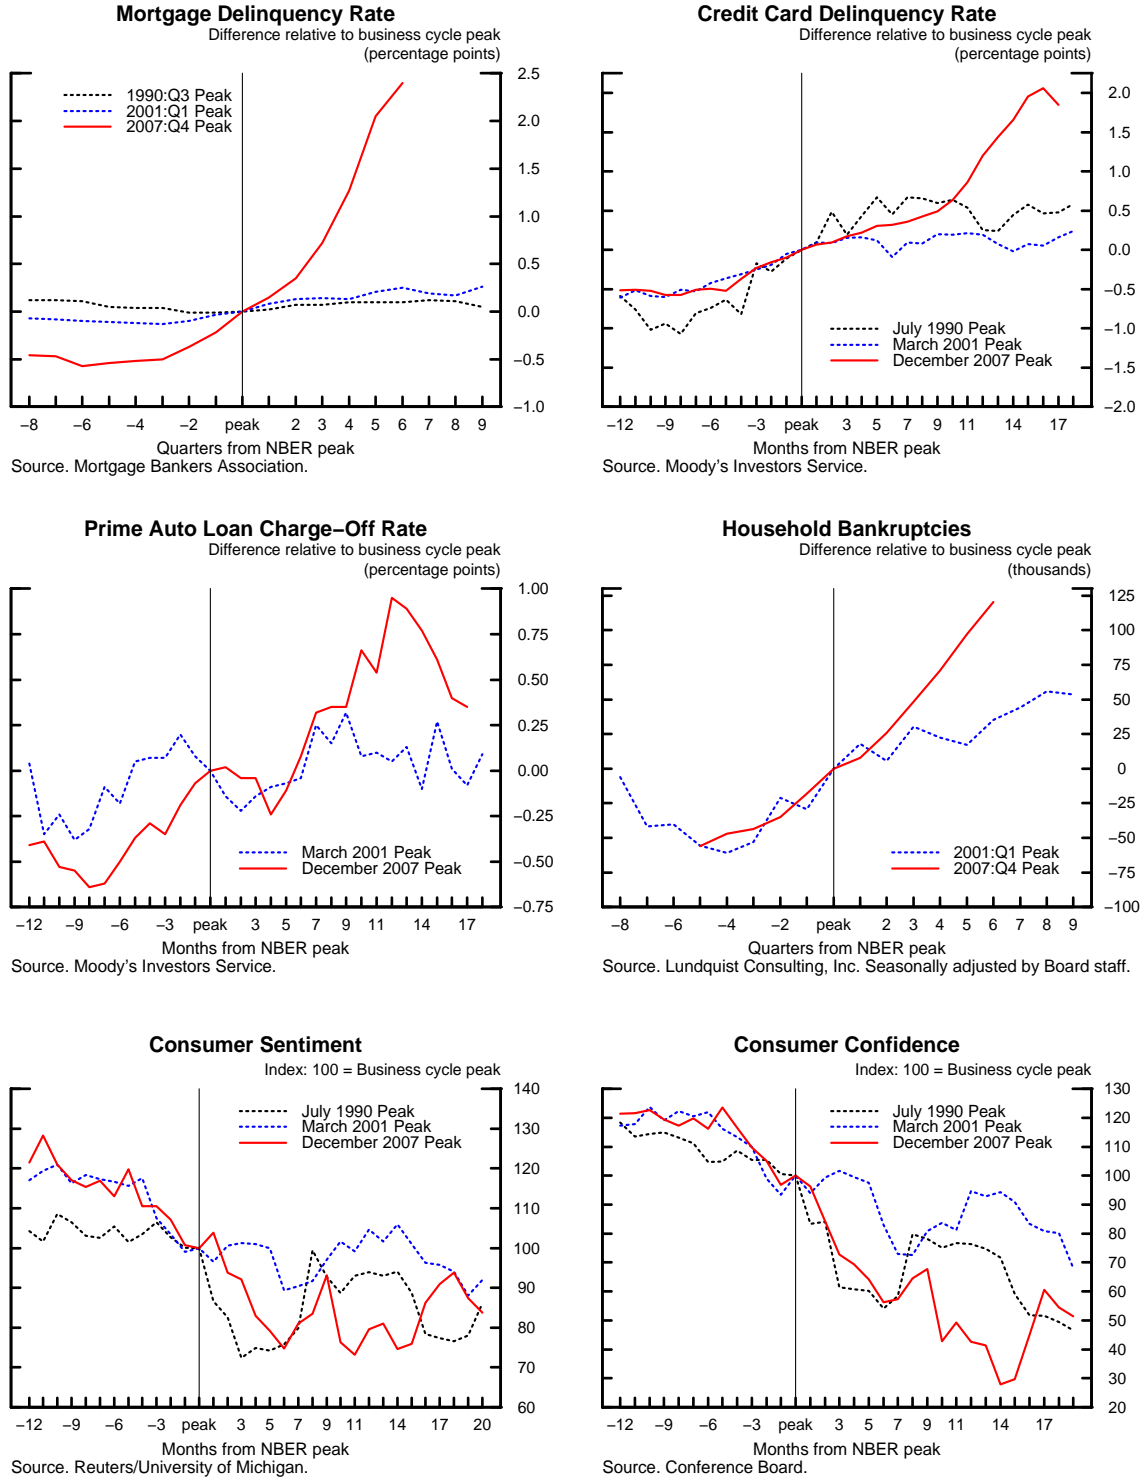 Mortgage Delinquency Rate
Difference relative to business cycle peak
(percentage points)
1990:Q3 Peak
2001:Q1 Peak
2007:Q4 Peak
2.5
2.0
1.5
1.0
0.5
0.0
−0.5
−1.0
−8 −6 −4 −2 peak 2 3 4 5 6 7 8 9
Quarters from NBER peak
Source. Mortgage Bankers Association.
Credit Card Delinquency Rate
Difference relative to business cycle peak
(percentage points)
2.0
1.5
1.0
0.5
0.0
−0.5
−1.0
−1.5
−2.0
July 1990 Peak
March 2001 Peak
December 2007 Peak
−12 −9 −6 −3 peak 3 5 7 9 11 14 17
Months from NBER peak
Source. Moody's Investors Service.
Prime Auto Loan Charge−Off Rate
Difference relative to business cycle peak
(percentage points)
1.00
0.75
0.50
0.25
0.00
−0.25
−0.50
−0.75
March 2001 Peak
December 2007 Peak
−12 −9 −6 −3 peak 3 5 7 9 11 14 17
Months from NBER peak
Source. Moody's Investors Service.
Household Bankruptcies
Difference relative to business cycle peak
(thousands)
125
100
75
50
25
0
−25
−50
−75
−100
2001:Q1 Peak
2007:Q4 Peak
−8 −6 −4 −2 peak 2 3 4 5 6 7 8 9
Quarters from NBER peak
Source. Lundquist Consulting, Inc. Seasonally adjusted by Board staff.
Consumer Sentiment
Index: 100 = Business cycle peak
July 1990 Peak
March 2001 Peak
December 2007 Peak
140
130
120
110
100
90
80
70
60
−12 −9 −6 −3 peak 3 5 7 9 11 14 17 20
Months from NBER peak
Source. Reuters/University of Michigan.
Consumer Confidence
Index: 100 = Business cycle peak
July 1990 Peak
March 2001 Peak
December 2007 Peak
130
120
110
100
90
80
70
60
50
40
30
20
−12 −9 −6 −3 peak 3 5 7 9 11 14 17
Months from NBER peak
Source. Conference Board.